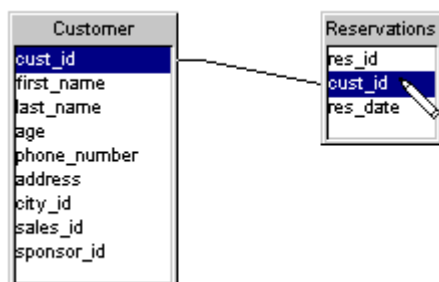 Customer
cust_id
first_name
last_name
age
phone_number
address
city_id
sales_id
sponsor_id
Reservations
res_id
cust_id
res_date